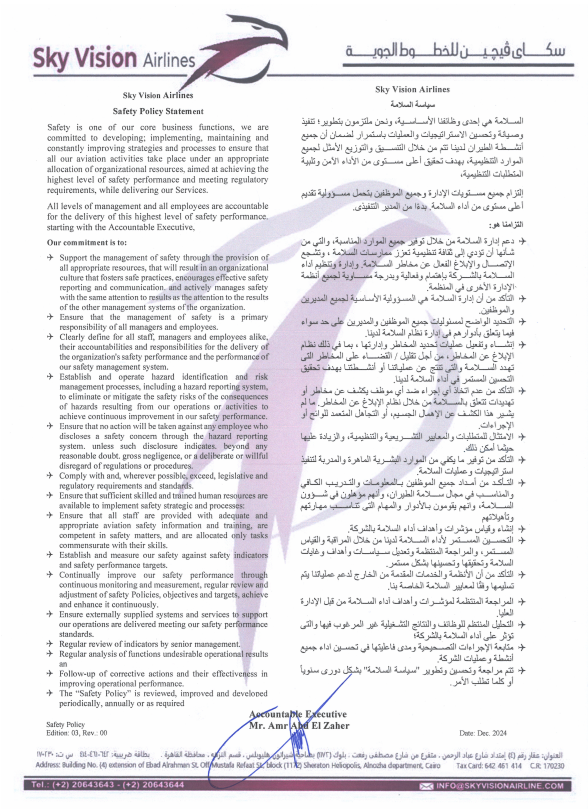 Sky Vision Airlines
سكاي ڤيچين للخطوط الجوية
Sky Vision Airlines
Safety Policy Statement
Safety is one of our core business functions, we are
committed to developing; implementing, maintaining and
constantly improving strategies and processes to ensure that
all our aviation activities take place under an appropriate
allocation of organizational resources, aimed at achieving the
highest level of safety performance and meeting regulatory
requirements, while delivering our Services.
All levels of management and all employees are accountable
for the delivery of this highest level of safety performance.
starting with the Accountable Executive,
Our commitment is to:
Support the management of safety through the provision of
all appropriate resources, that will result in an organizational
culture that fosters safe practices, encourages effective safety
reporting and communication. and actively manages safety
with the same attention to results as the attention to the results
of the other management systems of the organization.
Ensure that the management of safety is a primary
responsibility of all managers and employees.
Clearly define for all staff, managers and employees alike,
their accountabilities and responsibilities for the delivery of
the organization's safety performance and the performance of
our safety management system.
Establish and operate hazard identification and risk
management processes, including a hazard reporting system,
to eliminate or mitigate the safety risks of the consequences
of hazards resulting from our operations or activities to
achieve continuous improvement in our safety perfomance.
Ensure that no action will be taken against any employee who
discloses a safety concern through the hazard reporting
system. unless such disclosure indicates. beyond any
reasonable doubt. gross negligence, or a deliberate or willful
disregard of regulations or procedures.
Comply with and, wherever possible, exceed, legislative and
regulatory requirements and standards.
Ensure that sufficient skilled and trained human resources are
available to implement safety strategic and processes:
Ensure that all staff are provided with adequate and
appropriate aviation safety information and training, are
competent in safety matters, and are allocated only tasks
commensurate with their skills.
Establish and measure our safety against safety indicators
and safety performance targets.
Continually improve our safety performance through
continuous monitoring and measurement, regular review and
adjustment of safety Policies, objectives and targets, achieve
and enhance it continuously.
Ensure externally supplied systems and services to support
our operations are delivered meeting our safety performance
standards.
Regular review of indicators by senior management.
Regular analysis of functions undesirable operational results
an
Follow-up of corrective actions and their effectiveness in
improving operational performance.
The “Safety Policy” is reviewed, improved and developed
periodically, annually or as required
Sky Vision Airlines
سياسة السلامة
السلامة هي إحدى وظائفنا الأساسية، ونحن ملتزمون بتطوير؛ تنفيذ
وصيانة وتحسين الاستراتيجيات والعمليات باستمرار لضمان أن جميع
أنشطة الطيران لدينا تتم من خلال التنسيق والتوزيع الأمثل لجميع
الموارد التنظيمية، بهدف تحقيق أعلى مستوى من الأداء الآمن وتلبية
المتطلبات التنظيمية،
إلتزام جميع مستويات الإدارة وجميع الموظفين بتحمل مسؤولية تقديم
أعلى مستوى من أداء السلامة. بدءًا من المدير التنفيذي.
التزامنا هو:
دعم إدارة السلامة من خلال توفير جميع الموارد المناسبة، والتي من
شأنها أن تؤدي إلى ثقافة تنظيمية تعزز ممارسات السلامة ، وتشجع
الإتصال والإبلاغ الفعال عن مخاطر السلامة. وإدارة وتنظيم أداء
السلامة بالشركة بإهتمام وفعالية وبدرجة مساوية لجميع أنظمة
الإدارة الأخرى في المنظمة.
التأكد من أن إدارة السلامة هي المسؤولية الأساسية لجميع المديرين
والموظفين.
التحديد الواضح لمسئوليات جميع الموظفين والمديرين على حد سواء
فيما يتعلق بأدوارهم في إدارة نظام السلامة لدينا.
إنشاء وتفعيل عمليات تحديد المخاطر وإدارتها ، بما في ذلك نظام
الإبلاغ عن المخاطر، من أجل تقليل / القضاء على المخاطر التى
تهدد السلامة والتي تنتج عن عملياتنا أو أنشطتنا بهدف تحقيق
التحسين المستمر في أداء السلامة لدينا.
التأكد من عدم اتخاذ أي إجراء ضد أي موظف يكشف عن مخاطر أو
تهديدات تتعلق بالسلامة من خلال نظام الإبلاغ عن المخاطر. ما لم
يشير هذا الكشف عن الإهمال الجسيم، أو التجاهل المتعمد للوائح أو
الإجراءات.
الامتثال للمتطلبات والمعايير التشريعية والتنظيمية، والزيادة عليها
حيثما أمكن ذلك.
التأكد من توفير ما يكفي من الموارد البشرية الماهرة والمدربة لتنفيذ
استراتيجيات وعمليات السلامة.
التأكد من أمداد جميع الموظفين بالمعلومات والتدريب الكافي
والمناسب في مجال سلامة الطيران، وأنهم مؤهلون في شؤون
السلامة، وأنهم يقومون بالأدوار والمهام التى تتناسب مهارتهم
وتأهيلاتهم
إنشاء وقياس مؤشرات وأهداف أداء السلامة بالشركة.
التحسين المستمر لأداء السلامة لدينا من خلال المراقبة والقياس
المستمر، والمراجعة المنتظمة وتعديل سياسات وأهداف وغايات
السلامة وتحقيقها وتحسينها بشكل مستمر.
التأكد من أن الأنظمة والخدمات المقدمة من الخارج لدعم عملياتنا يتم
تسليمها وفقًا لمعايير السلامة الخاصة بنا.
المراجعة المنتظمة لمؤشرات وأهداف أداء السلامة من قبل الإدارة
العليا.
التحليل المنتظم للوظائف والنتائج التشغيلية غير المرغوب فيها والتى
تؤثر على أداء السلامة بالشركة؛
متابعة الإجراءات التصحيحية ومدى فاعليتها في تحسين اداء جميع
أنشطة وعمليات الشركة.
تتم مراجعة وتحسين وتطوير "سياسة السلامة" بشكل دورى سنوياً
أو كلما تطلب الأمر.
Accountable Executive
Mr. Amr Abd El Zaher
Safety Policy
Edition: 03, Rev.: 00
Date: Dec. 2024
العنوان: عقار رقم (٤) إمتداد شارع عباد الرحمن ، متفرع من شارع مصطفى رفعت . بلوك (١١٧٢) شيراتون هليوبلس ، قسم النزهه ، محافظة القاهرة . بطاقة ضريبية: ٦٤٢-٤٦١-٤١٤ س ت: ١٧٠٢٣٠
Address: Building No. (4) extension of Ebad Alrahman St, Off Mustafa Refaat St, block (1172) Sheraton Heliopolis, Alnozha department, Cairo Tax Card: 642 461 414 C.R: 170230
Tel.: (+2) 20643643 - (+2) 20643644
INFO@SKYVISIONAIRLINE.COM